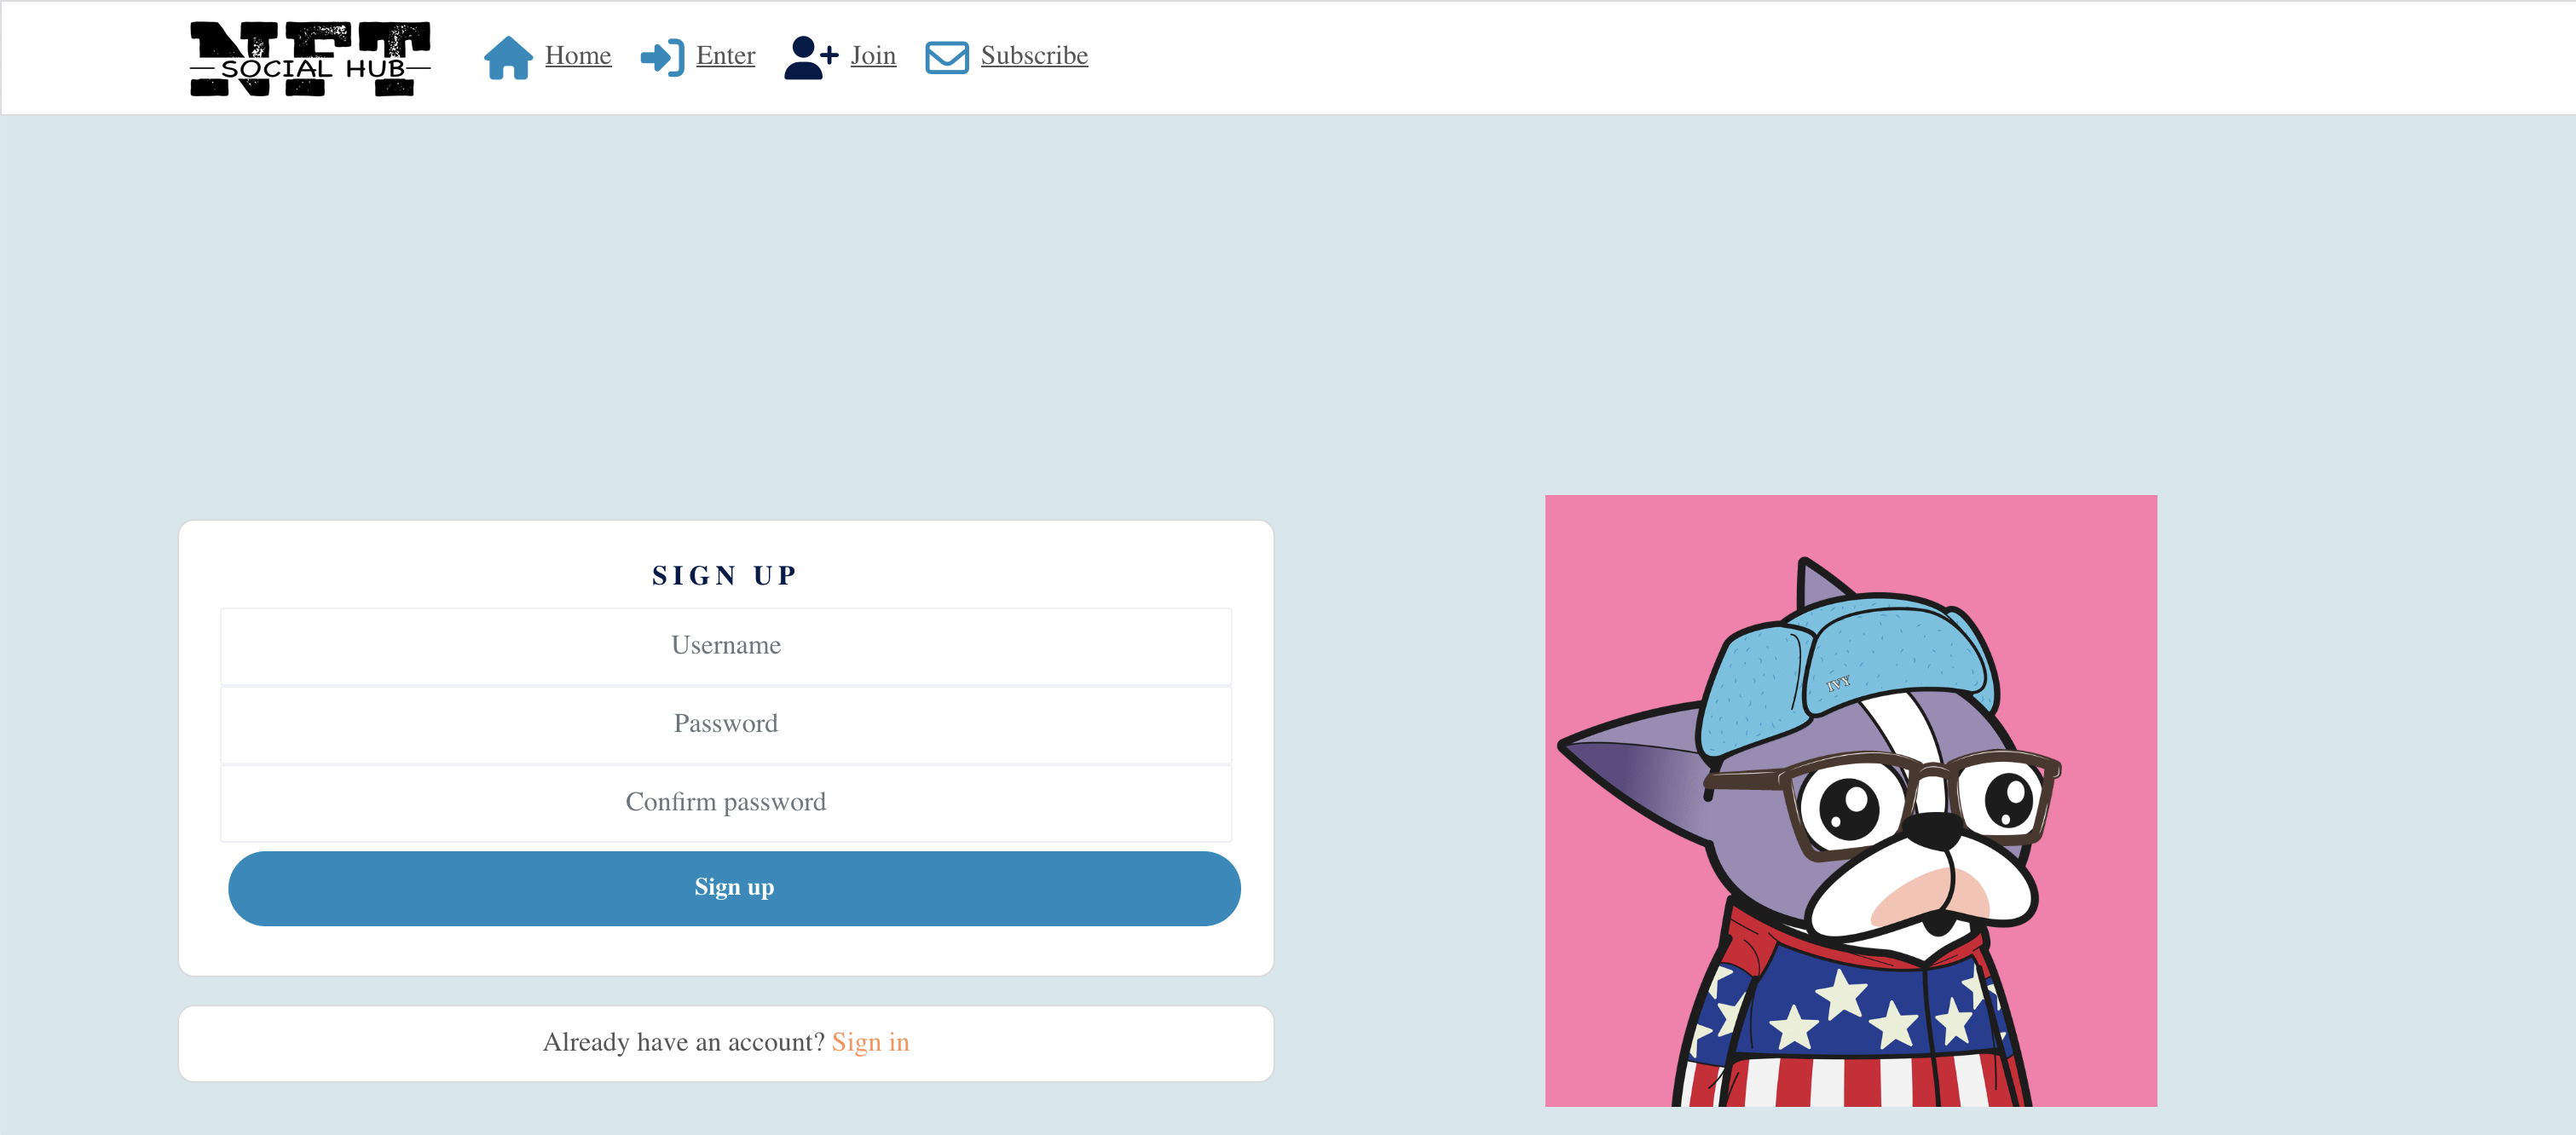 NFT
SOCIAL HUB
Home Enter Join Subscribe
SIGN UP
Username
Password
Confirm password
Sign up
Already have an account? Sign in
IVY